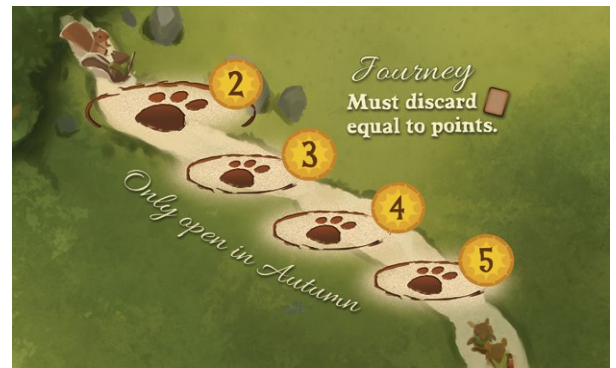 2
Journey
Must discard
equal to points.
3
4
Only open in Autumn
5